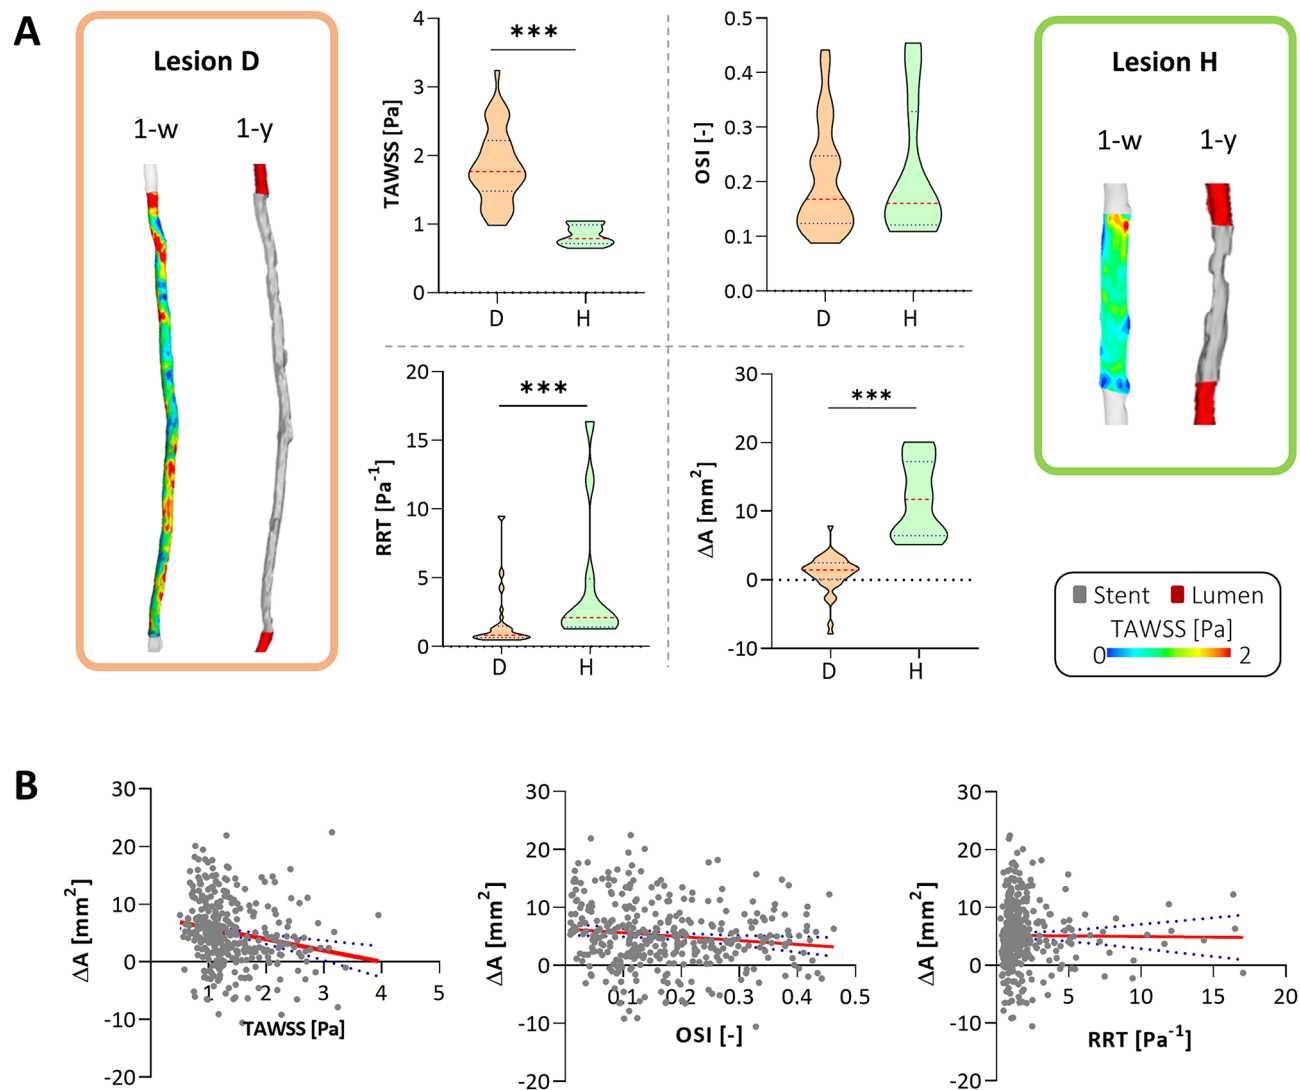 A
Lesion D
1-w 1-y
4
3
2
1
0
TAWSS [Pa]
***
D H
0.5
0.4
0.3
0.2
0.1
0.0
OSI [-]
D H
Lesion H
1-w 1-y
20
15
10
5
0
RRT [Pa-1]
***
D H
30
20
10
0
-10
ΔA [mm2]
***
D H
Stent Lumen
TAWSS [Pa]
0 2
B
30
20
10
0
-10
-20
ΔA [mm2]
1 2 3 4 5
TAWSS [Pa]
30
20
10
0
-10
-20
ΔA [mm2]
0.1 0.2 0.3 0.4 0.5
OSI [-]
30
20
10
0
-10
-20
ΔA [mm2]
5 10 15 20
RRT [Pa-1]